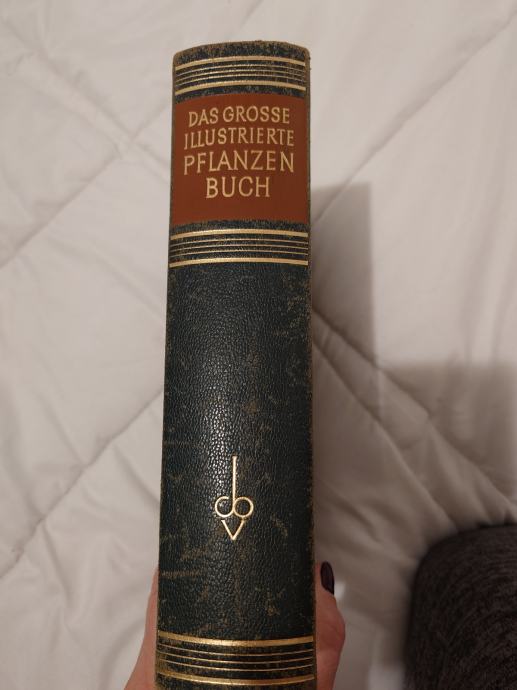 DAS GROSSE
ILLUSTRIERTE
PFLANZEN
BUCH